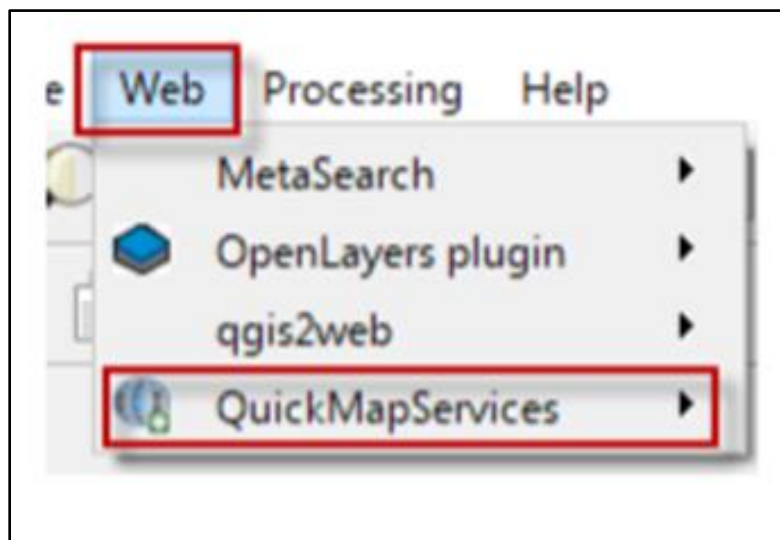 e Web Processing Help
MetaSearch
OpenLayers plugin
qgis2web
QuickMapServices